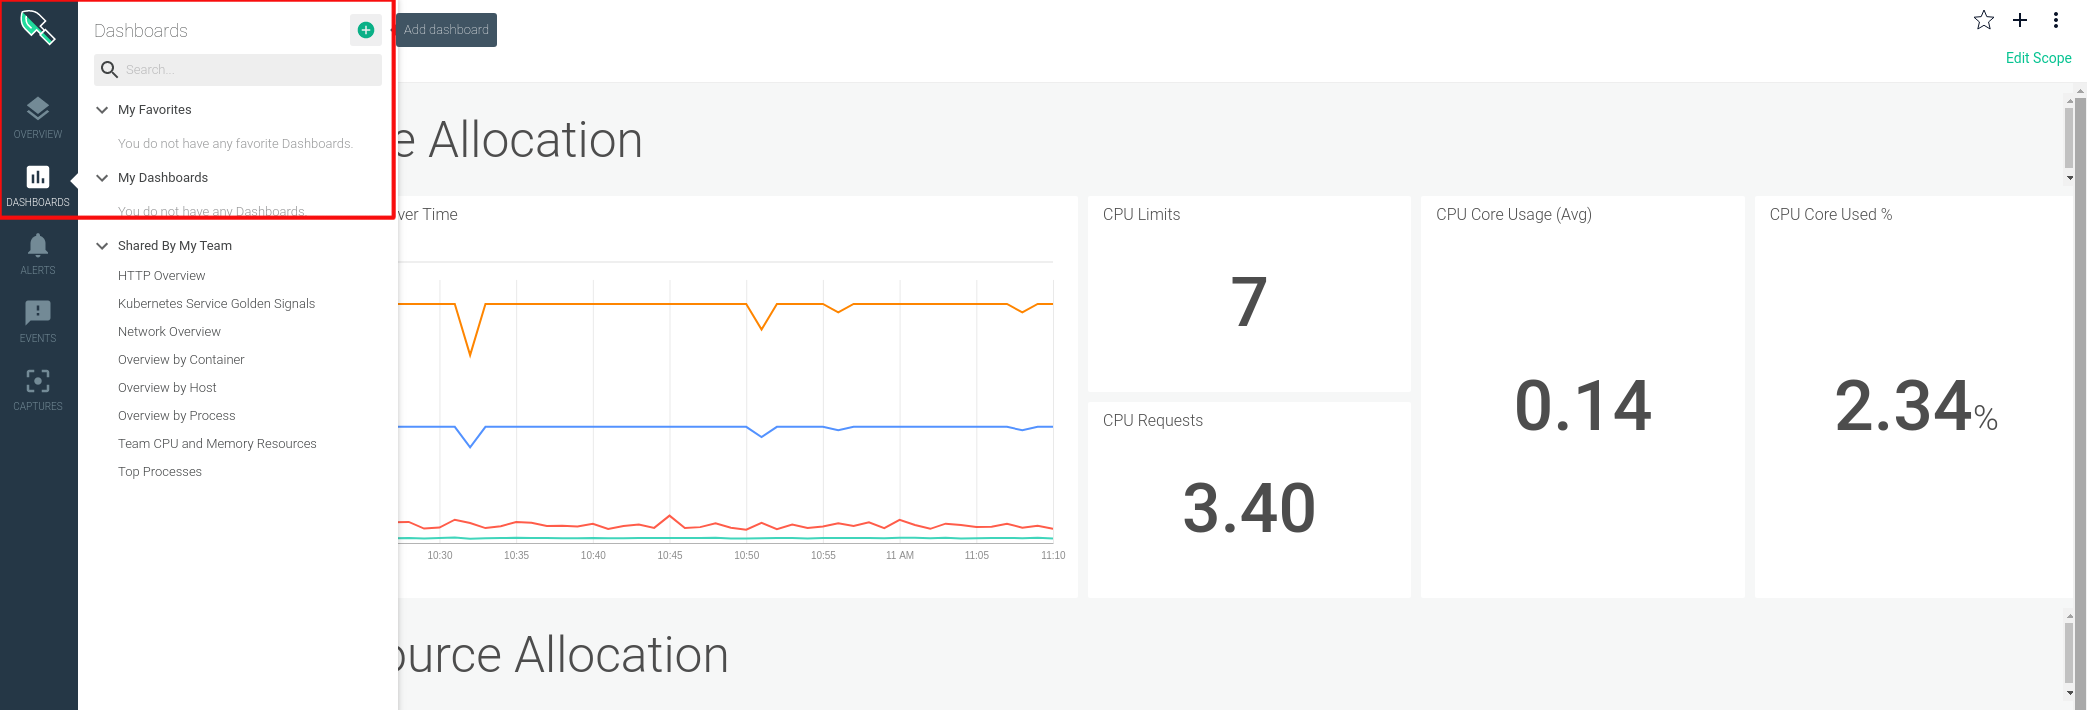 Dashboards
Add dashboard
Search...
My Favorites
You do not have any favorite Dashboards.
My Dashboards
You do not have any Dashboards.
Shared By My Team
HTTP Overview
Kubernetes Service Golden Signals
Network Overview
Overview by Container
Overview by Host
Overview by Process
Team CPU and Memory Resources
Top Processes
OVERVIEW
DASHBOARDS
ALERTS
EVENTS
CAPTURES
Edit Scope
e Allocation
ver Time
10:30 10:35 10:40 10:45 10:50 10:55 11 AM 11:05 11:10
CPU Limits
7
CPU Requests
3.40
CPU Core Usage (Avg)
0.14
CPU Core Used %
2.34%
ource Allocation